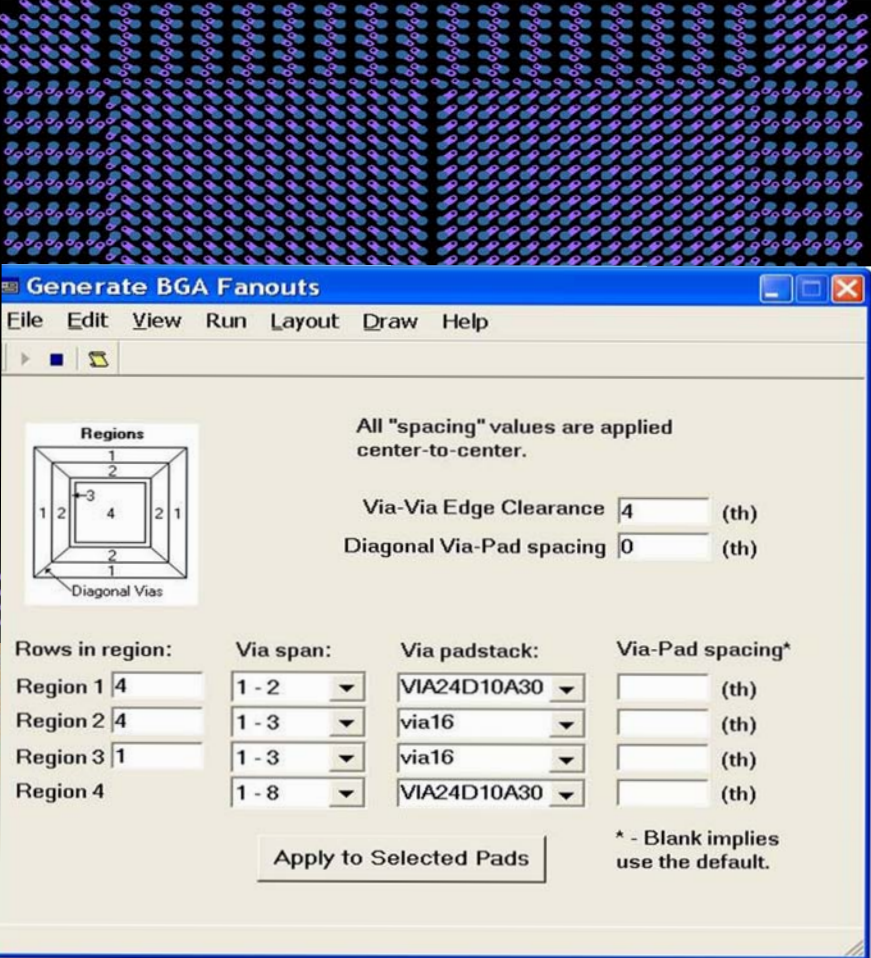 Generate BGA Fanouts
File Edit View Run Layout Draw Help
Regions
1
2
3
1 2 4 2 1
2
1
Diagonal Vias
All "spacing" values are applied
center-to-center.
Via-Via Edge Clearance 4 (th)
Diagonal Via-Pad spacing 0 (th)
Rows in region: Via span: Via padstack: Via-Pad spacing*
Region 1 4 1 - 2 VIA24D10A30 (th)
Region 2 4 1 - 3 via16 (th)
Region 3 1 1 - 3 via16 (th)
Region 4 1 - 8 VIA24D10A30 (th)
Apply to Selected Pads
* - Blank implies
use the default.